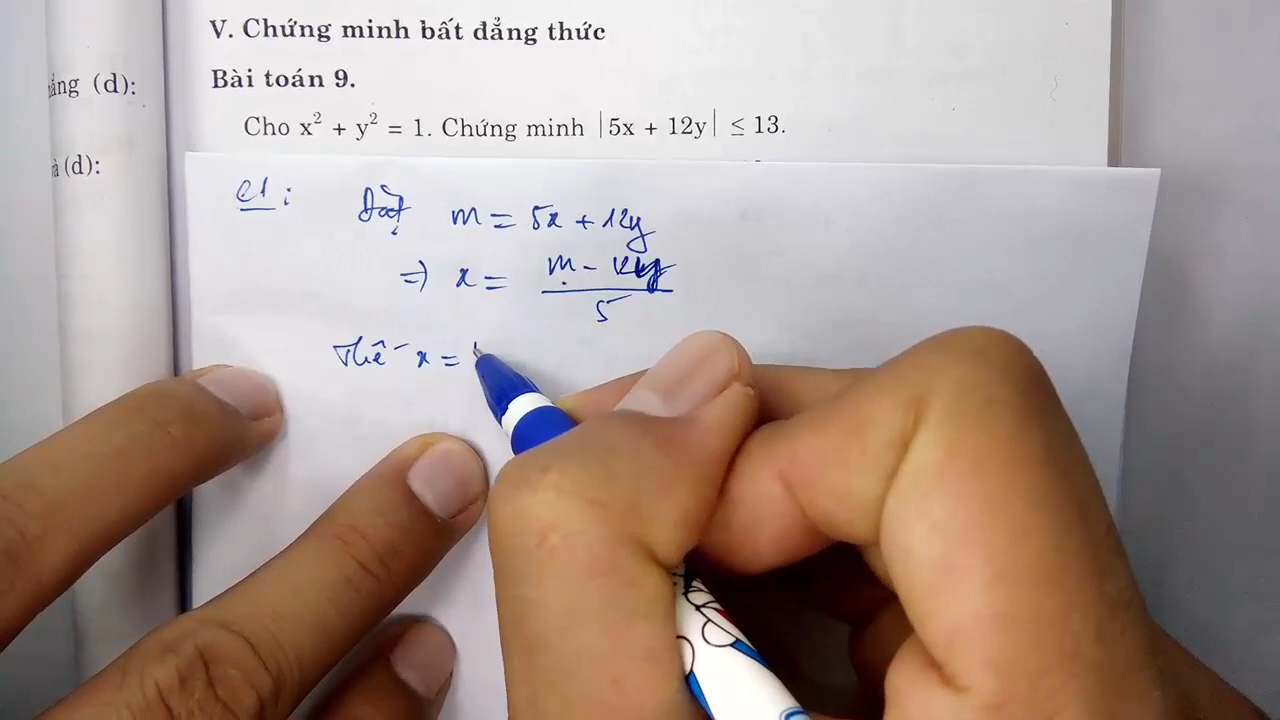 V. Chứng minh bất đẳng thức
ẳng (d):
Bài toán 9.
Cho x² + y² = 1. Chứng minh |5x + 12y| ≤ 13.
à (d):
C1: Đặt m = 5x + 12y
=> x = (m - 12y)/5
Thế x =